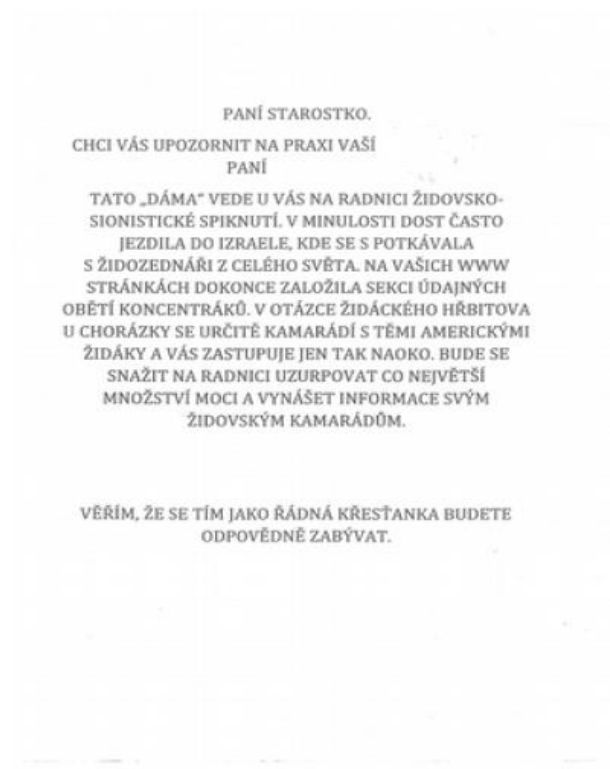 PANÍ STAROSTKO.
CHCI VÁS UPOZORNIT NA PRAXI VAŠÍ
PANÍ
TATO „DÁMA“ VEDE U VÁS NA RADNICI ŽIDOVSKO-
SIONISTICKÉ SPIKNUTÍ. V MINULOSTI DOST ČASTO
JEZDILA DO IZRAELE, KDE SE S POTKÁVALA
S ŽIDOZEDNÁŘI Z CELÉHO SVĚTA. NA VAŠICH WWW
STRÁNKÁCH DOKONCE ZALOŽILA SEKCI ÚDAJNÝCH
OBĚTÍ KONCENTRÁKŮ. V OTÁZCE ŽIDÁCKÉHO HŘBITOVA
U CHORÁZKY SE URČITĚ KAMARÁDÍ S TĚMI AMERICKÝMI
ŽIDÁKY A VÁS ZASTUPUJE JEN TAK NAOKO. BUDE SE
SNAŽIT NA RADNICI UZURPOVAT CO NEJVĚTŠÍ
MNOŽSTVÍ MOCI A VYNÁŠET INFORMACE SVÝM
ŽIDOVSKÝM KAMARÁDŮM.
VĚŘÍM, ŽE SE TÍM JAKO ŘÁDNÁ KŘESŤANKA BUDETE
ODPOVĚDNĚ ZABÝVAT.